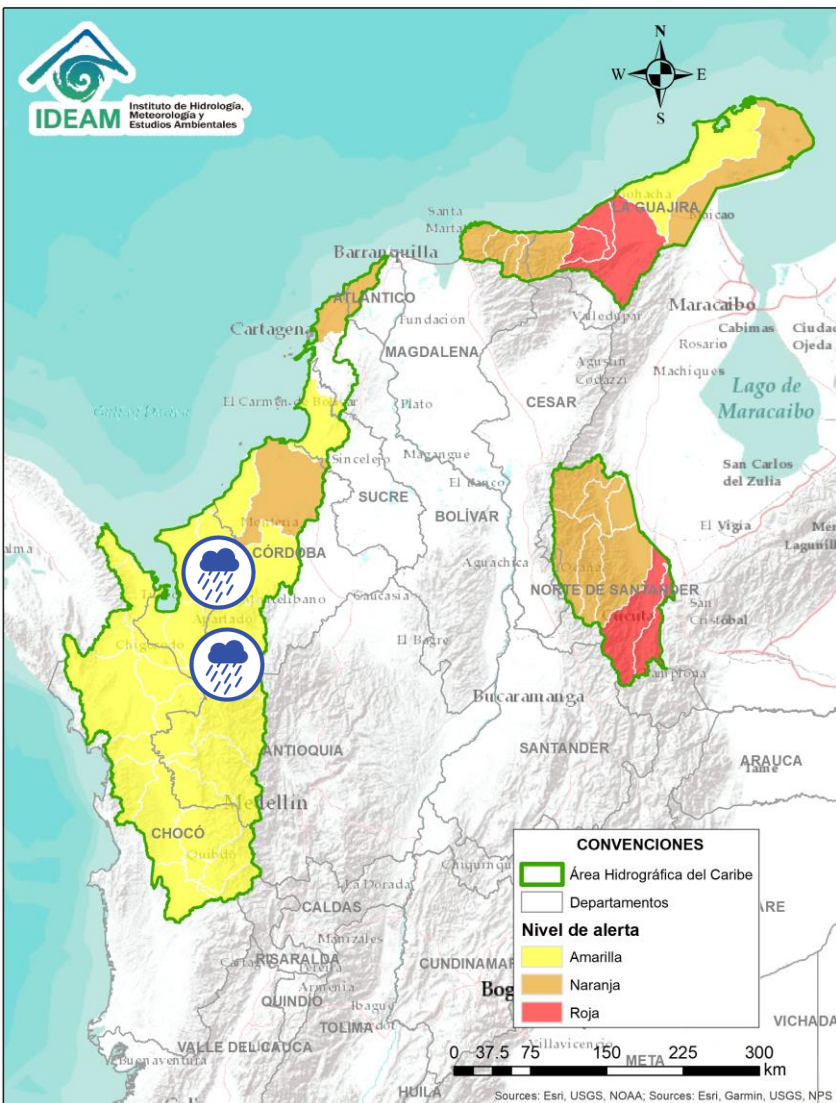 IDEAM
Instituto de Hidrología,
Meteorología y
Estudios Ambientales
N
W
E
S
Riohacha
LA GUAJIRA
Maicao
Santa
Marta
Barranquilla
ATLÁNTICO
Maracaibo
Cabimas
Ciudad
Ojeda
Cartagena
Fundación
Valledupar
Rosario
Machiques
MAGDALENA
Agustín
Codazzi
Lago de
Maracaibo
El Carmen de Bolívar
Plato
CESAR
Sincelejo
Magangué
San Carlos
del Zulia
El Banco
SUCRE
BOLÍVAR
Montería
El Vigía
CÓRDOBA
Aguachica
Ocaña
NORTE DE SANTANDER
Caucasia
Apartadó
San
Cristóbal
Cúcuta
Chigorodó
El Bagre
Pamplona
Bucaramanga
ANTIOQUIA
SANTANDER
ARAUCA
Tame
Medellín
CHOCÓ
Quibdó
La Dorada
CALDAS
Manizales
RISARALDA
Pereira
Armenia
QUINDÍO
Ibagué
TOLIMA
VALLE DEL CAUCA
Buenaventura
HUILA
Villavicencio
META
VICHADA
CONVENCIONES
Área Hidrográfica del Caribe
Departamentos
Nivel de alerta
Amarilla
Naranja
Roja
0 37.5 75 150 225 300
km
Sources: Esri, USGS, NOAA; Sources: Esri, Garmin, USGS, NPS